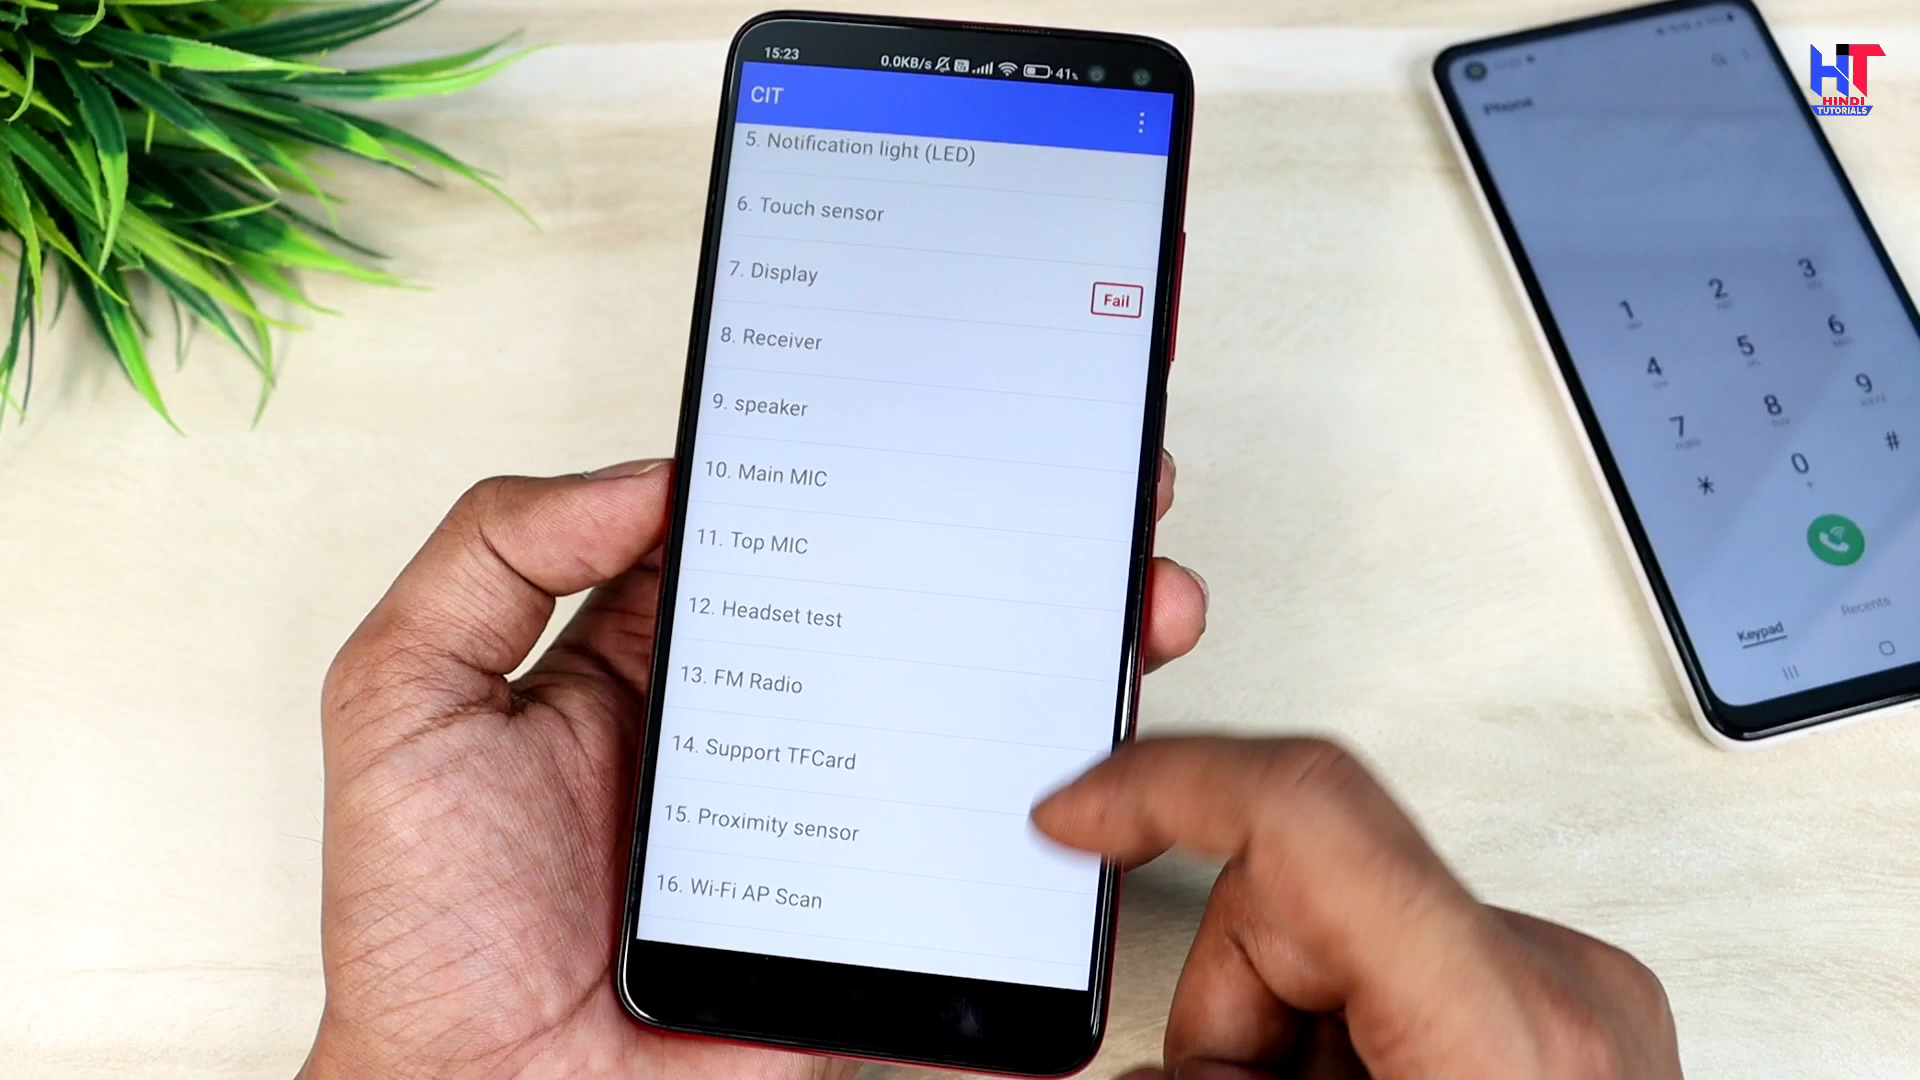 15:23
0.0KB/s
41%
CIT
5. Notification light (LED)
6. Touch sensor
7. Display
Fail
8. Receiver
9. speaker
10. Main MIC
11. Top MIC
12. Headset test
13. FM Radio
14. Support TFCard
15. Proximity sensor
16. Wi-Fi AP Scan
HT
HINDI
TUTORIALS
Phone
1 2 3
4 5 6
7 8 9
* 0 #
+
Keypad Recents